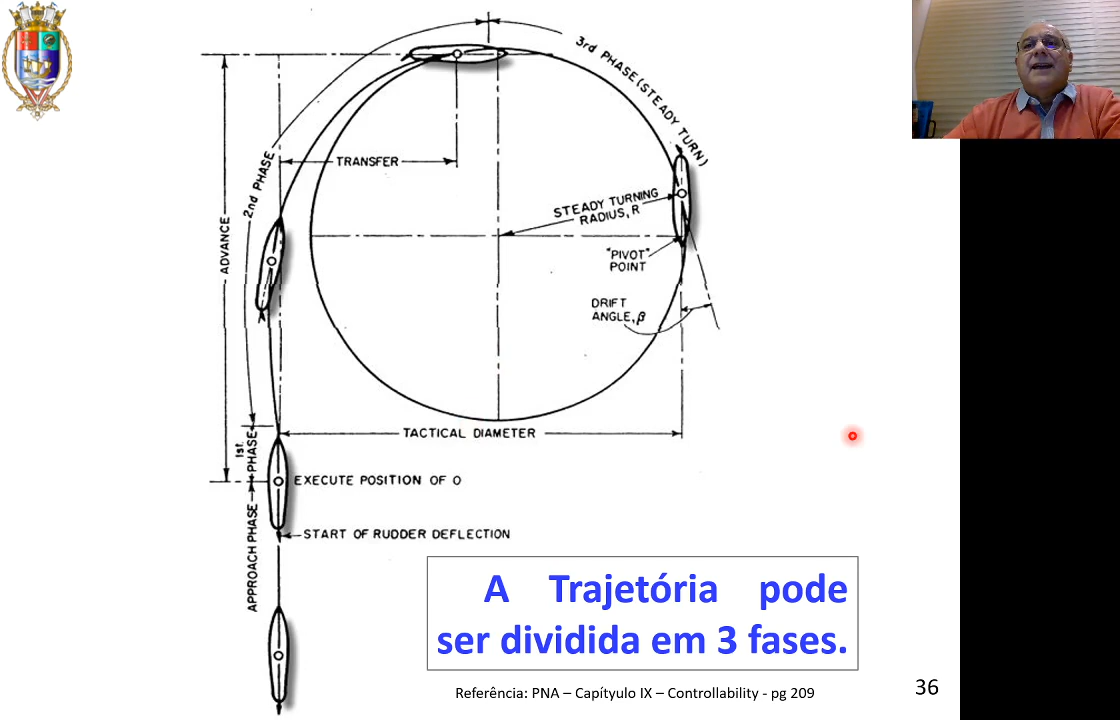 3rd PHASE (STEADY TURN)
TRANSFER
2nd PHASE
STEADY TURNING
RADIUS, R
ADVANCE
"PIVOT"
POINT
DRIFT
ANGLE, β
TACTICAL DIAMETER
1st.
PHASE
EXECUTE POSITION OF O
APPROACH PHASE
START OF RUDDER DEFLECTION
A Trajetória pode
ser dividida em 3 fases.
Referência: PNA – Capítyulo IX – Controllability - pg 209
36